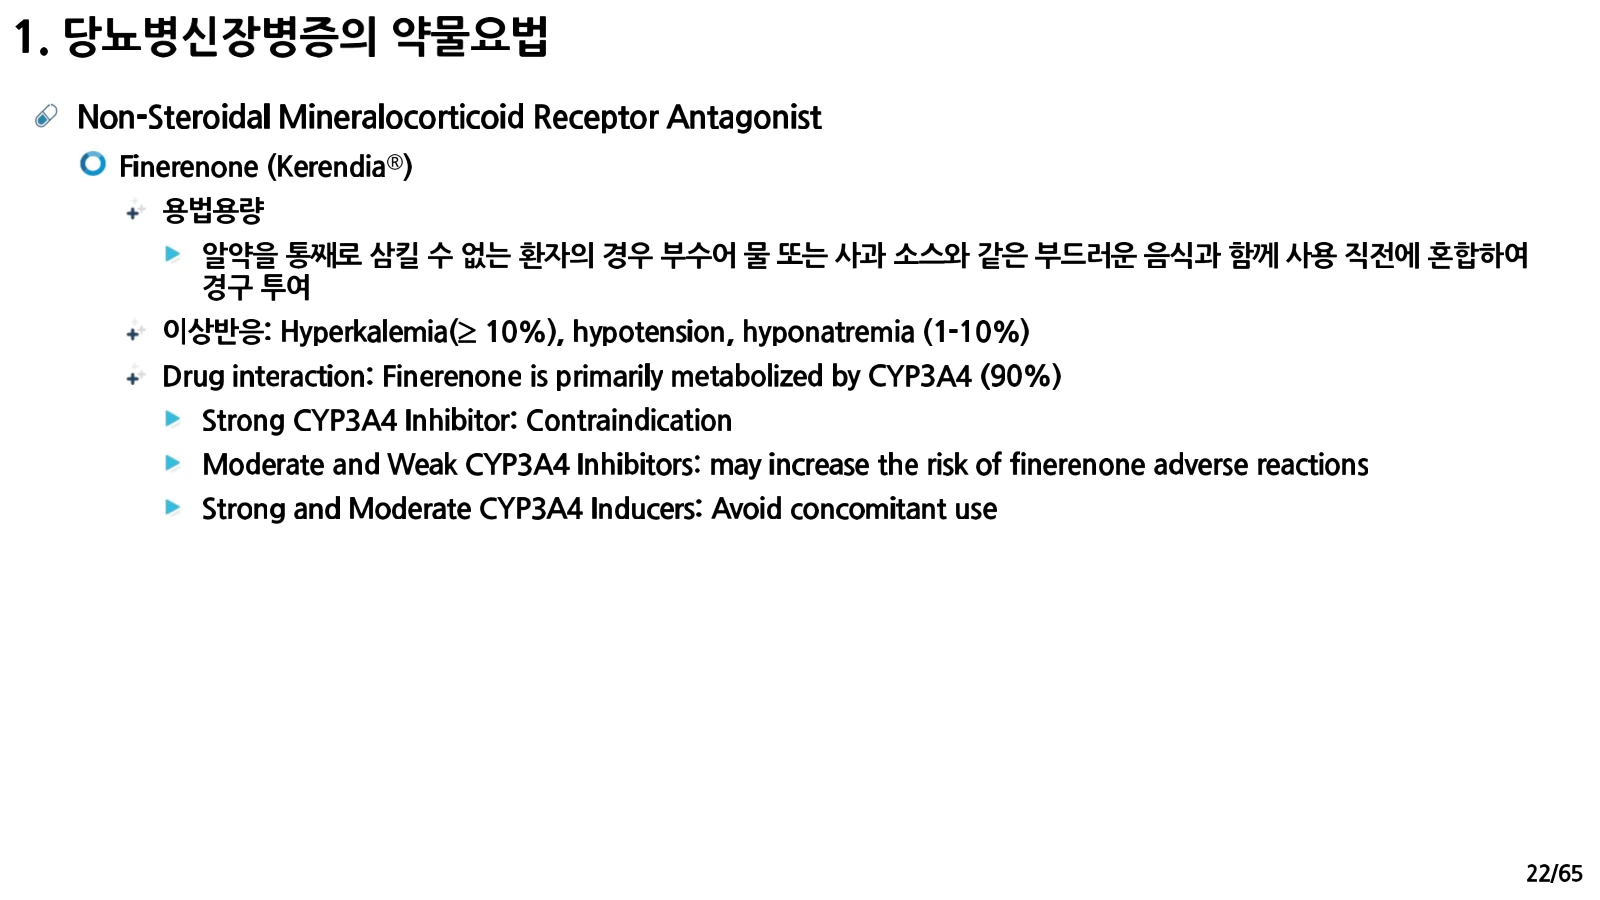 1. 당뇨병신장병증의 약물요법
Non-Steroidal Mineralocorticoid Receptor Antagonist
Finerenone (Kerendia®)
용법용량
알약을 통째로 삼킬 수 없는 환자의 경우 부수어 물 또는 사과 소스와 같은 부드러운 음식과 함께 사용 직전에 혼합하여
경구 투여
이상반응: Hyperkalemia(≥ 10%), hypotension, hyponatremia (1-10%)
Drug interaction: Finerenone is primarily metabolized by CYP3A4 (90%)
Strong CYP3A4 Inhibitor: Contraindication
Moderate and Weak CYP3A4 Inhibitors: may increase the risk of finerenone adverse reactions
Strong and Moderate CYP3A4 Inducers: Avoid concomitant use
22/65